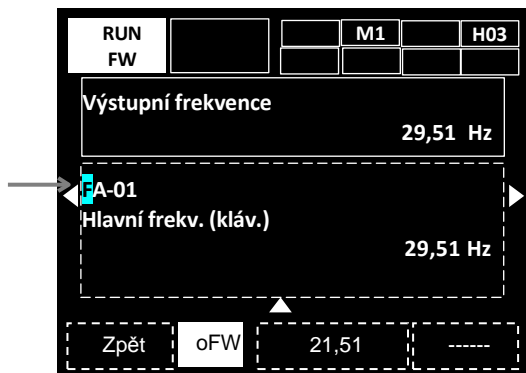 RUN
FW
M1
H03
Výstupní frekvence
29,51 Hz
FA-01
Hlavní frekv. (kláv.)
29,51 Hz
Zpět
oFW
21,51
------